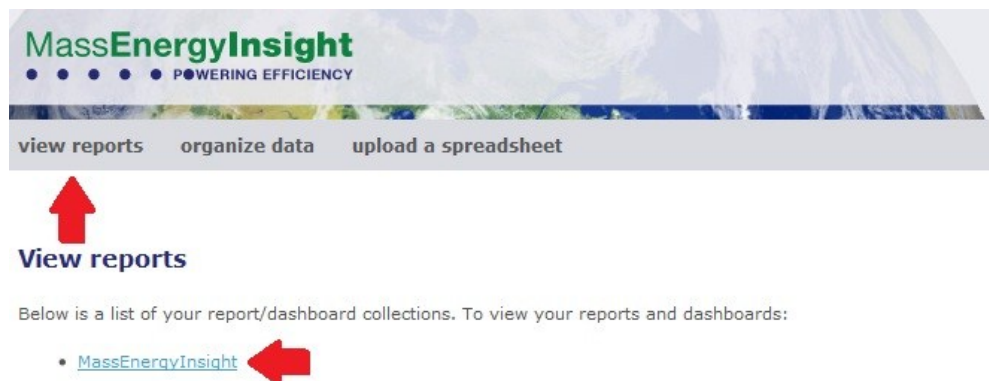 MassEnergyInsight
POWERING EFFICIENCY
view reports organize data upload a spreadsheet
View reports
Below is a list of your report/dashboard collections. To view your reports and dashboards:
• MassEnergyInsight